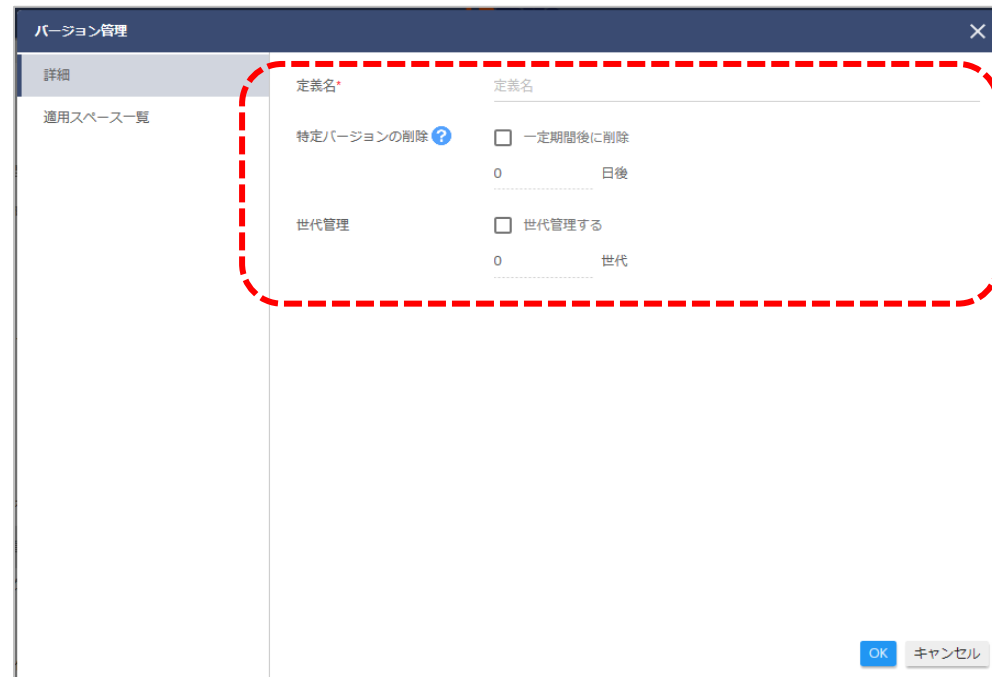 バージョン管理
詳細
適用スペース一覧
定義名* 定義名
特定バージョンの削除 ? 一定期間後に削除
0 日後
世代管理 世代管理する
0 世代
OK キャンセル